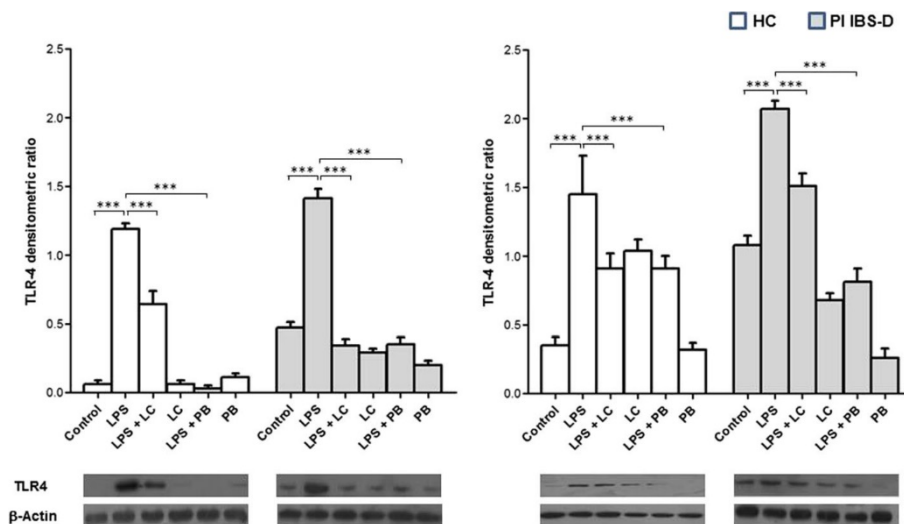 HC PI IBS-D
TLR-4 densitometric ratio
2.5
2.0
1.5
1.0
0.5
0.0
*** *** ***
*** *** ***
Control LPS LPS + LC LC LPS + PB PB
Control LPS LPS + LC LC LPS + PB PB
TLR-4 densitometric ratio
2.5
2.0
1.5
1.0
0.5
0.0
*** *** ***
*** *** ***
Control LPS LPS + LC LC LPS + PB PB
Control LPS LPS + LC LC LPS + PB PB
TLR4
β-Actin